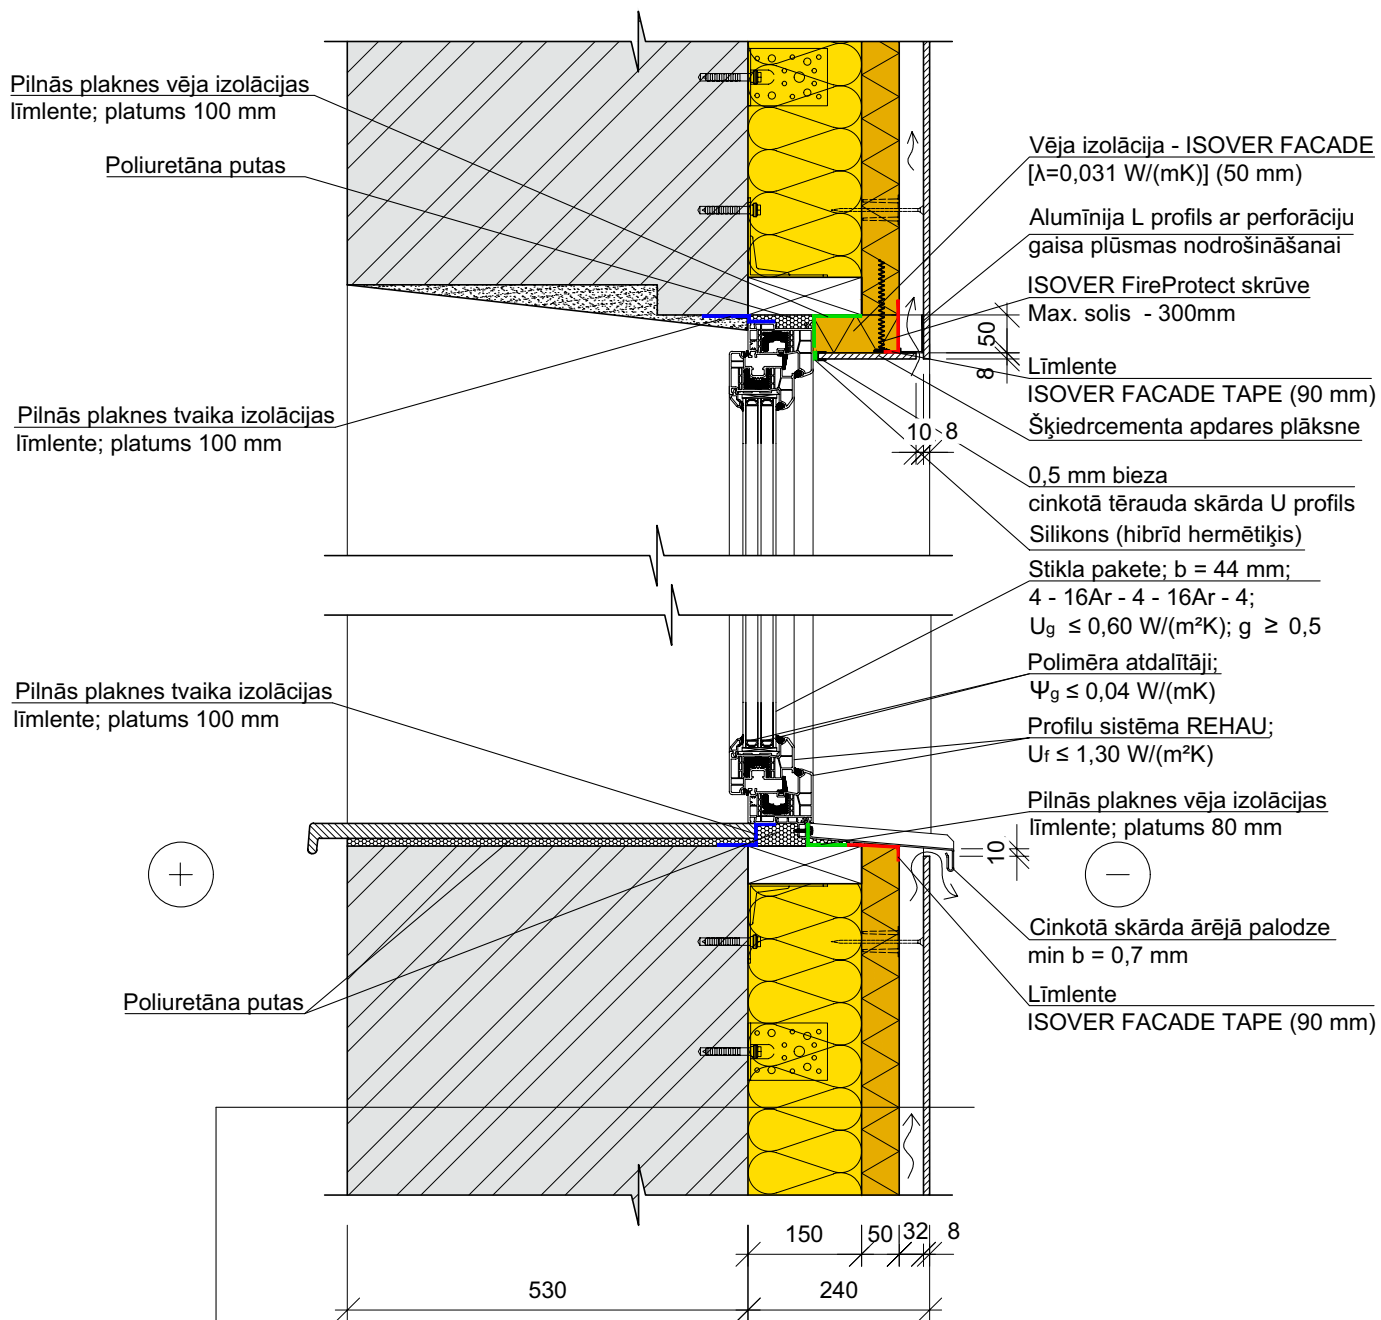 Pilnās plaknes vēja izolācijas
līmlente; platums 100 mm
Poliuretāna putas
Pilnās plaknes tvaika izolācijas
līmlente; platums 100 mm
Pilnās plaknes tvaika izolācijas
līmlente; platums 100 mm
Poliuretāna putas
Vēja izolācija - ISOVER FACADE
[λ=0,031 W/(mK)] (50 mm)
Alumīnija L profils ar perforāciju
gaisa plūsmas nodrošināšanai
ISOVER FireProtect skrūve
Max. solis - 300mm
Līmlente
ISOVER FACADE TAPE (90 mm)
Šķiedrcementa apdares plāksne
0,5 mm bieza
cinkotā tērauda skārda U profils
Silikons (hibrīd hermētiķis)
Stikla pakete; b = 44 mm;
4 - 16Ar - 4 - 16Ar - 4;
Ug ≤ 0,60 W/(m²K); g ≥ 0,5
Polimēra atdalītāji;
Ψg ≤ 0,04 W/(mK)
Profilu sistēma REHAU;
Uf ≤ 1,30 W/(m²K)
Pilnās plaknes vēja izolācijas
līmlente; platums 80 mm
Cinkotā skārda ārējā palodze
min b = 0,7 mm
Līmlente
ISOVER FACADE TAPE (90 mm)
50
8
10 8
10
150 50 32 8
530 240